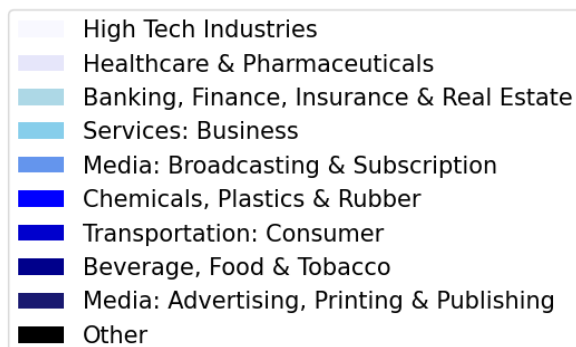 High Tech Industries
Healthcare & Pharmaceuticals
Banking, Finance, Insurance & Real Estate
Services: Business
Media: Broadcasting & Subscription
Chemicals, Plastics & Rubber
Transportation: Consumer
Beverage, Food & Tobacco
Media: Advertising, Printing & Publishing
Other